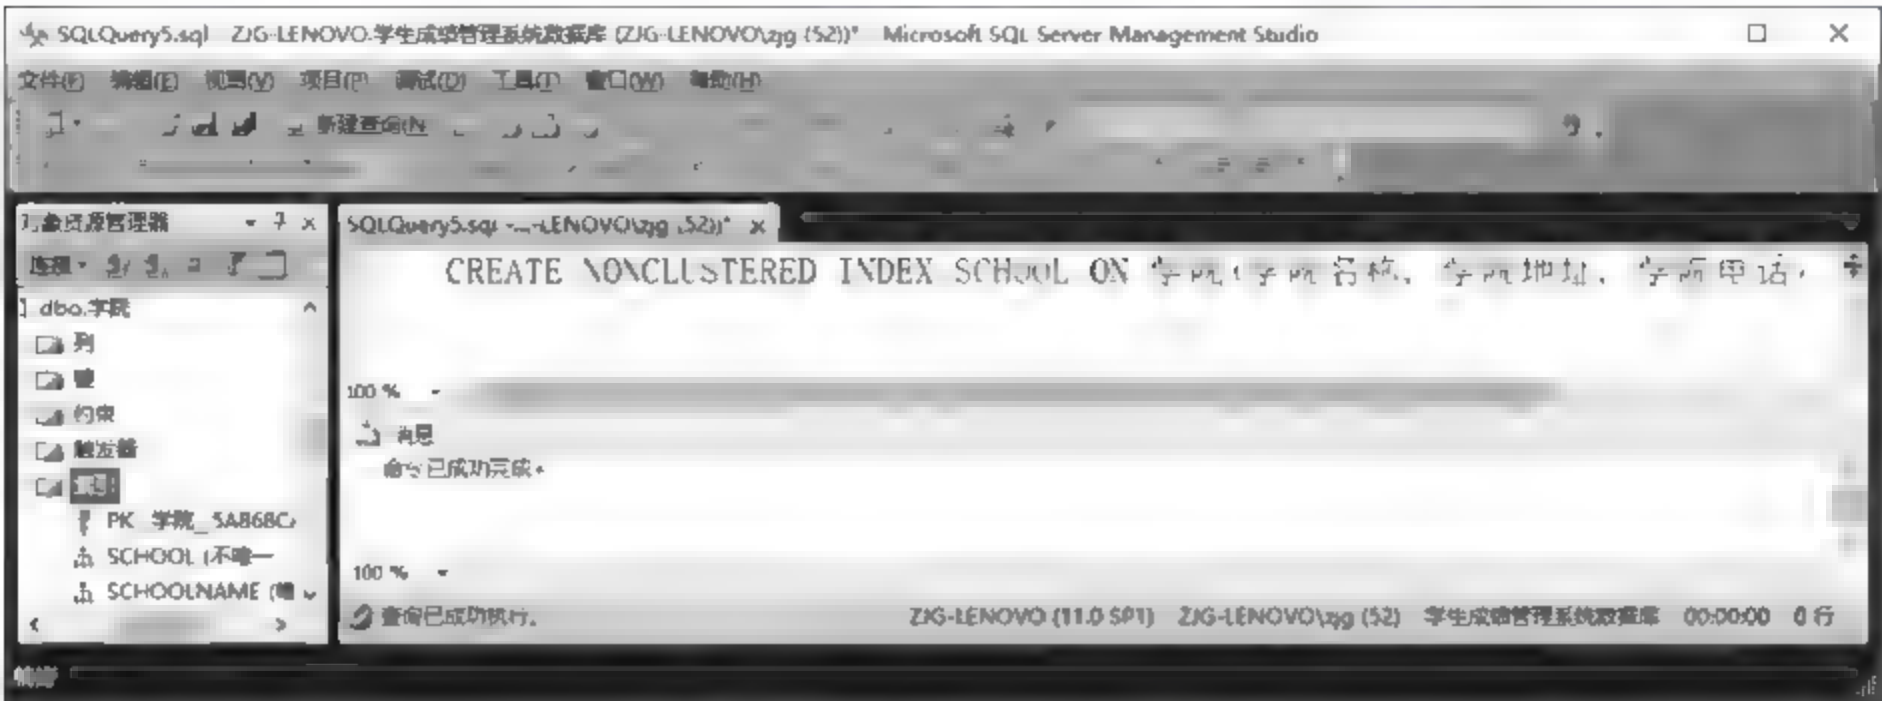 SQLQuery5.sql ZJG-LENOVO.学生成绩管理系统数据库 (ZJG-LENOVO\zjg (52))* Microsoft SQL Server Management Studio
文件(F) 编辑(E) 视图(V) 项目(P) 调试(D) 工具(T) 窗口(W) 帮助(H)
新建查询(N
对象资源管理器
SQLQuery5.sql -...-LENOVO\zjg (52))*
连接
CREATE NONCLUSTERED INDEX SCHOOL ON 学院(学院名称, 学院地址, 学院电话)
dbo.学院
列
键
100 %
约束
消息
触发器
命令已成功完成。
索引
PK 学院_5A868C
SCHOOL (不唯一
100 %
SCHOOLNAME (唯
查询已成功执行。 ZJG-LENOVO (11.0 SP1) ZJG-LENOVO\zjg (52) 学生成绩管理系统数据库 00:00:00 0 行
就绪